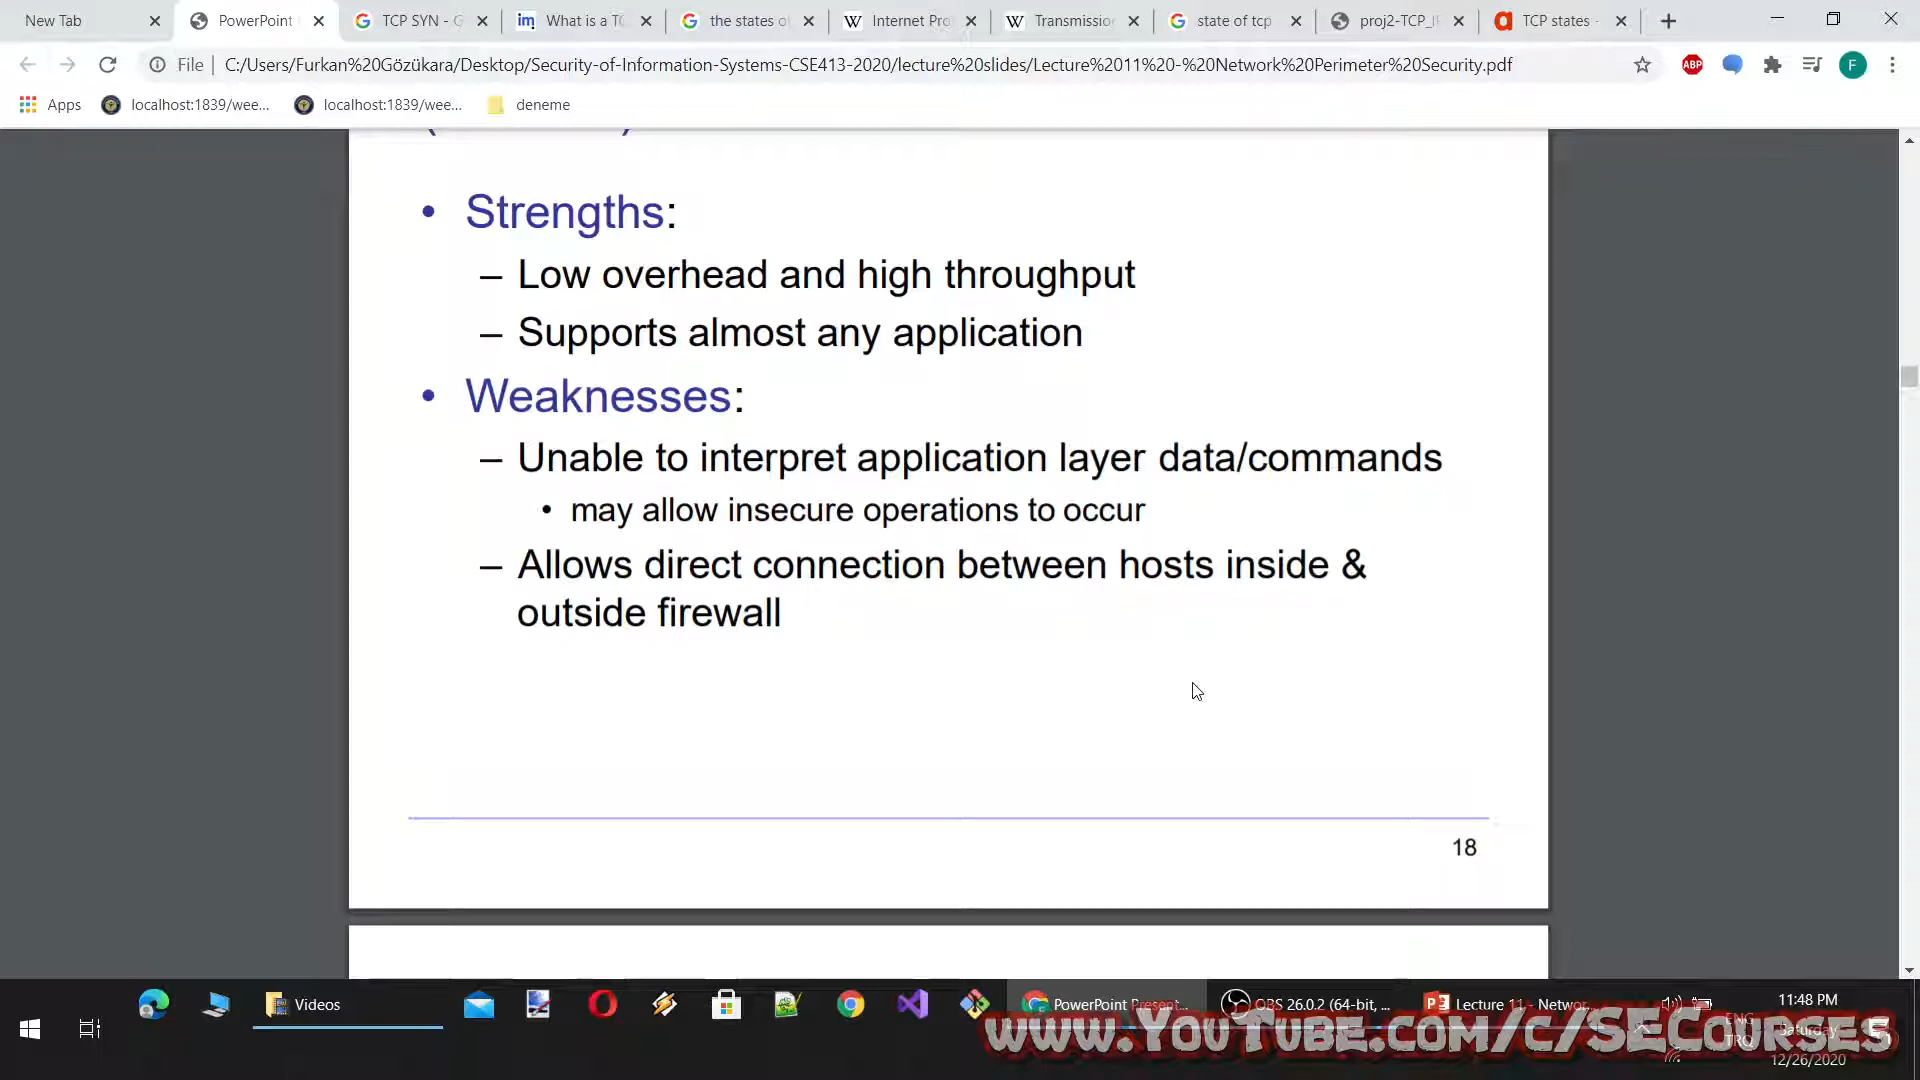 New Tab
PowerPoint
TCP SYN - G
What is a TC
the states o
Internet Pro
Transmissio
state of tcp
proj2-TCP_I
TCP states -
File
C:/Users/Furkan%20Gözükara/Desktop/Security-of-Information-Systems-CSE413-2020/lecture%20slides/Lecture%2011%20-%20Network%20Perimeter%20Security.pdf
ABP
F
Apps
localhost:1839/wee...
localhost:1839/wee...
deneme
• Strengths:
– Low overhead and high throughput
– Supports almost any application
• Weaknesses:
– Unable to interpret application layer data/commands
• may allow insecure operations to occur
– Allows direct connection between hosts inside &
outside firewall
18
Videos
PowerPoint Present...
OBS 26.0.2 (64-bit, ...
Lecture 11 - Networ...
11:48 PM
ENG
Saturday
TRQ
12/26/2020
www.YouTube.com/c/SECourses